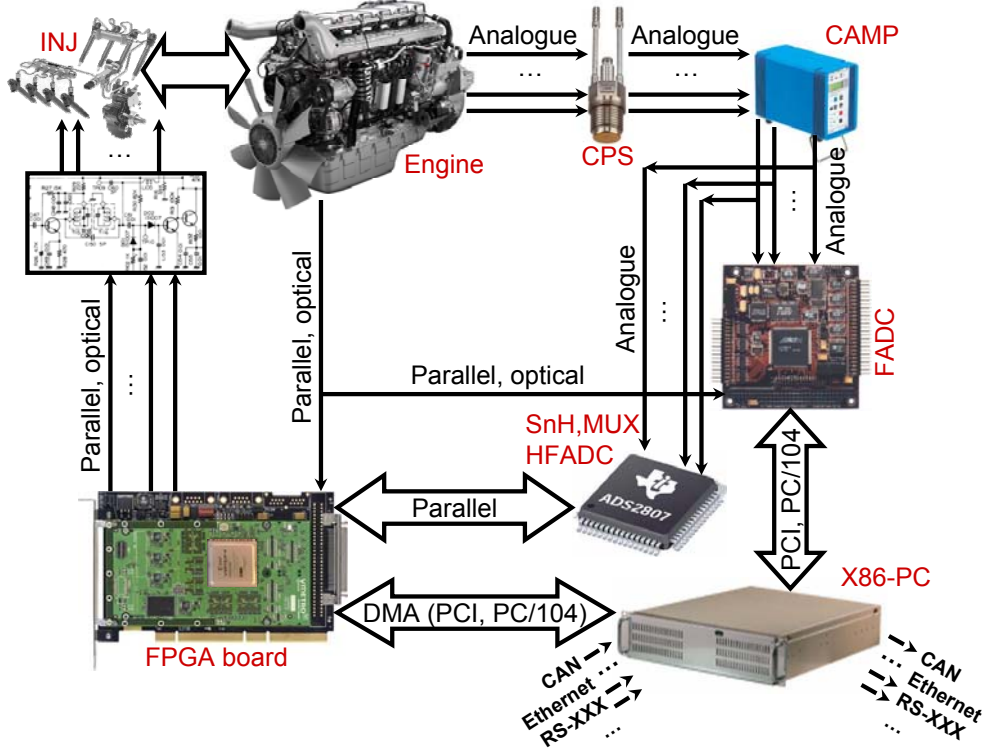 INJ
Analogue
...
Analogue
...
CAMP
Engine
CPS
...
...
Analogue
Analogue
...
Parallel, optical
...
Parallel, optical
Parallel, optical
FADC
SnH,MUX
HFADC
ADS2807
Parallel
PCI, PC/104
X86-PC
DMA (PCI, PC/104)
FPGA board
CAN
...
Ethernet
RS-XXX
...
CAN
...
Ethernet
RS-XXX
...